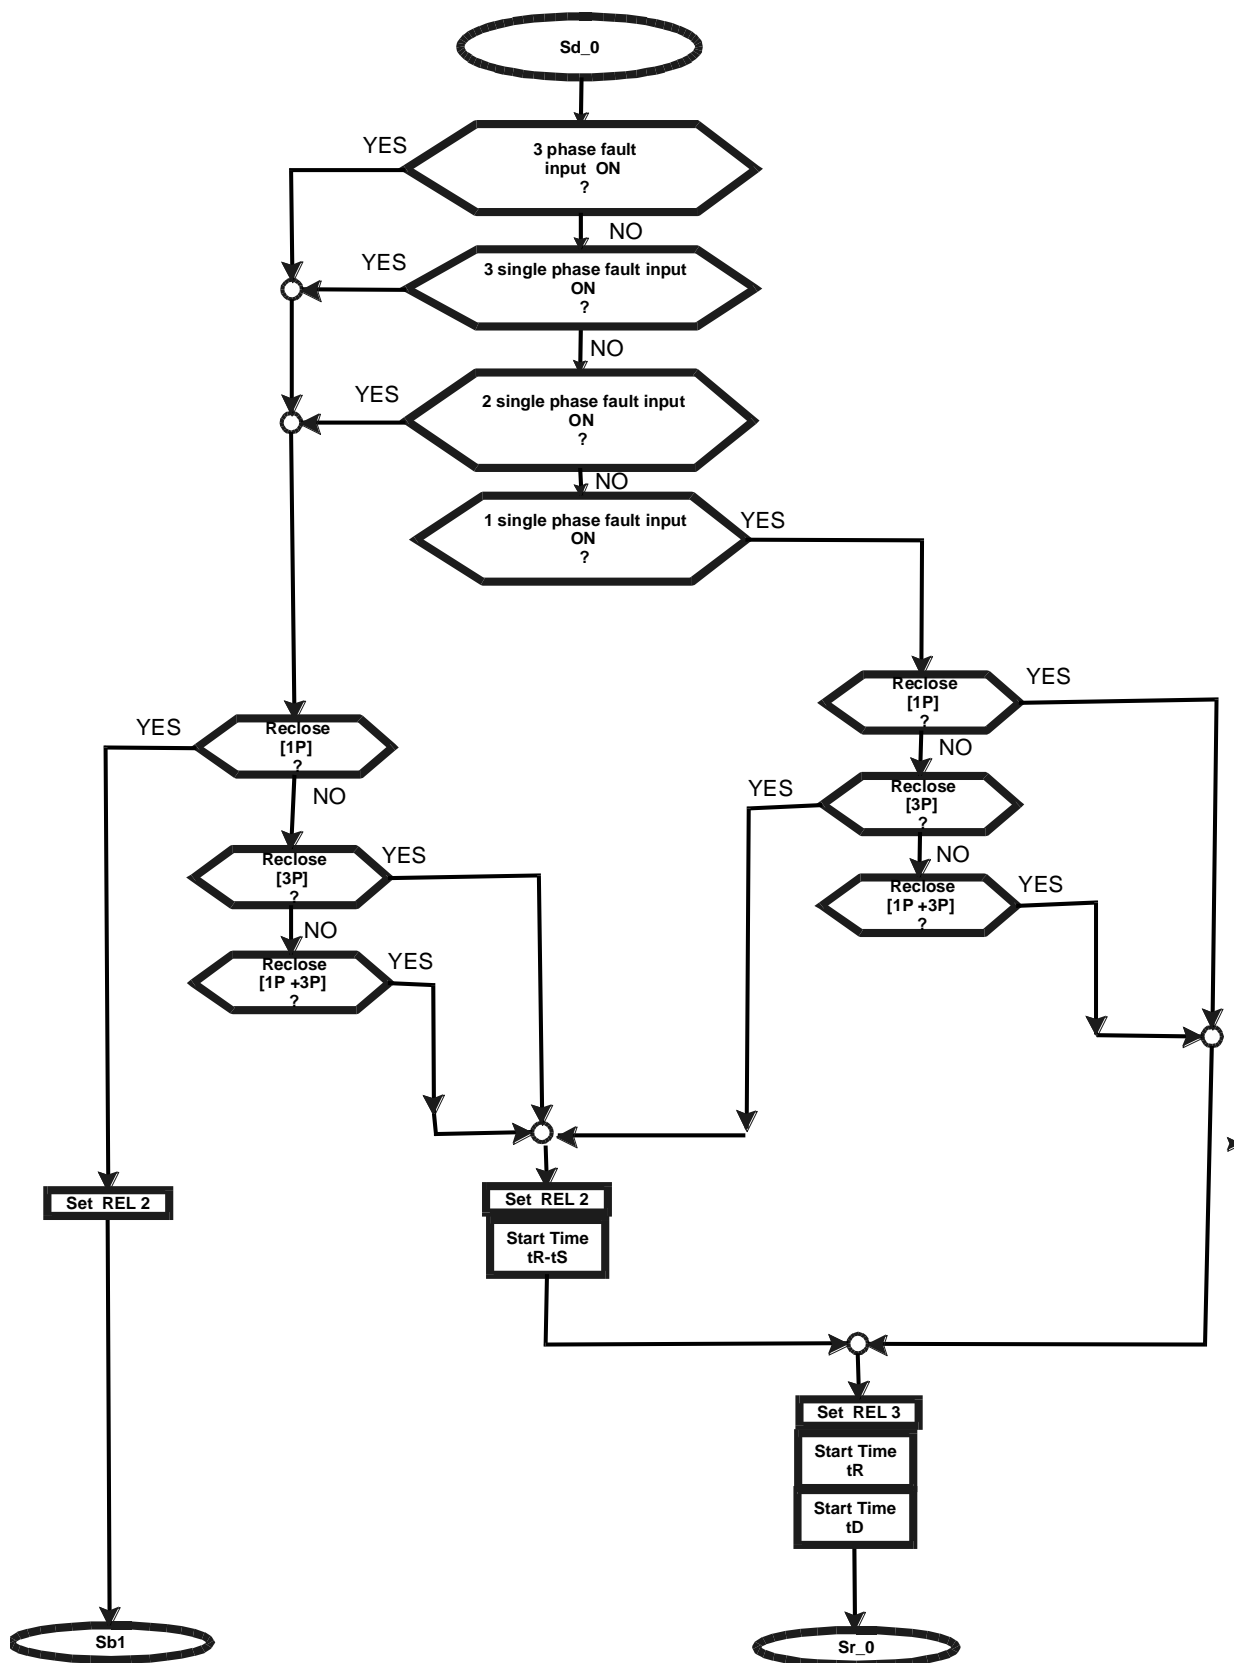 Sd_0
YES
3 phase fault
input ON
?
NO
YES
3 single phase fault input
ON
?
NO
YES
2 single phase fault input
ON
?
NO
1 single phase fault input
ON
?
YES
Reclose
[1P]
?
YES
NO
YES
Reclose
[1P]
?
NO
YES
Reclose
[3P]
?
NO
Reclose
[3P]
?
YES
NO
Reclose
[1P +3P]
?
YES
Reclose
[1P +3P]
?
YES
Set REL 2
Set REL 2
Start Time
tR-tS
Set REL 3
Start Time
tR
Start Time
tD
Sb1
Sr_0